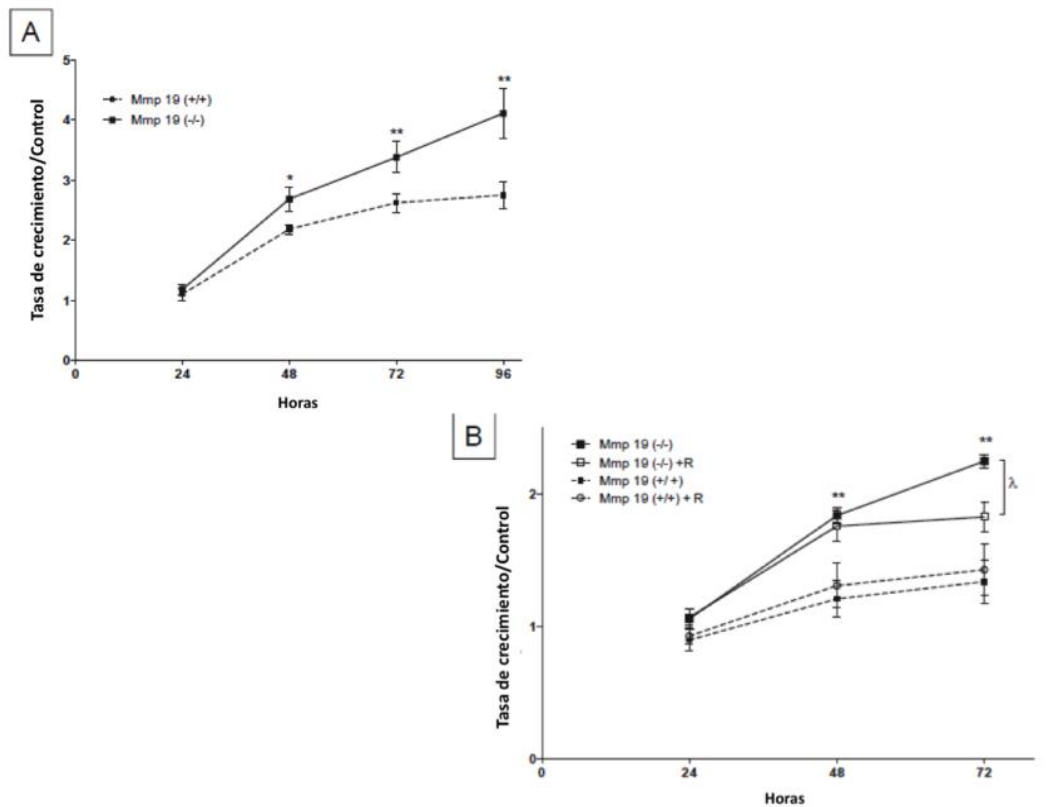 A
5
4
3
2
1
0
Tasa de crecimiento/Control
Mmp 19 (+/+)
Mmp 19 (-/-)
*
**
**
0 24 48 72 96
Horas
B
2
1
0
Tasa de crecimiento/Control
Mmp 19 (-/-)
Mmp 19 (-/-) +R
Mmp 19 (+/+)
Mmp 19 (+/+) + R
**
**
λ
0 24 48 72
Horas